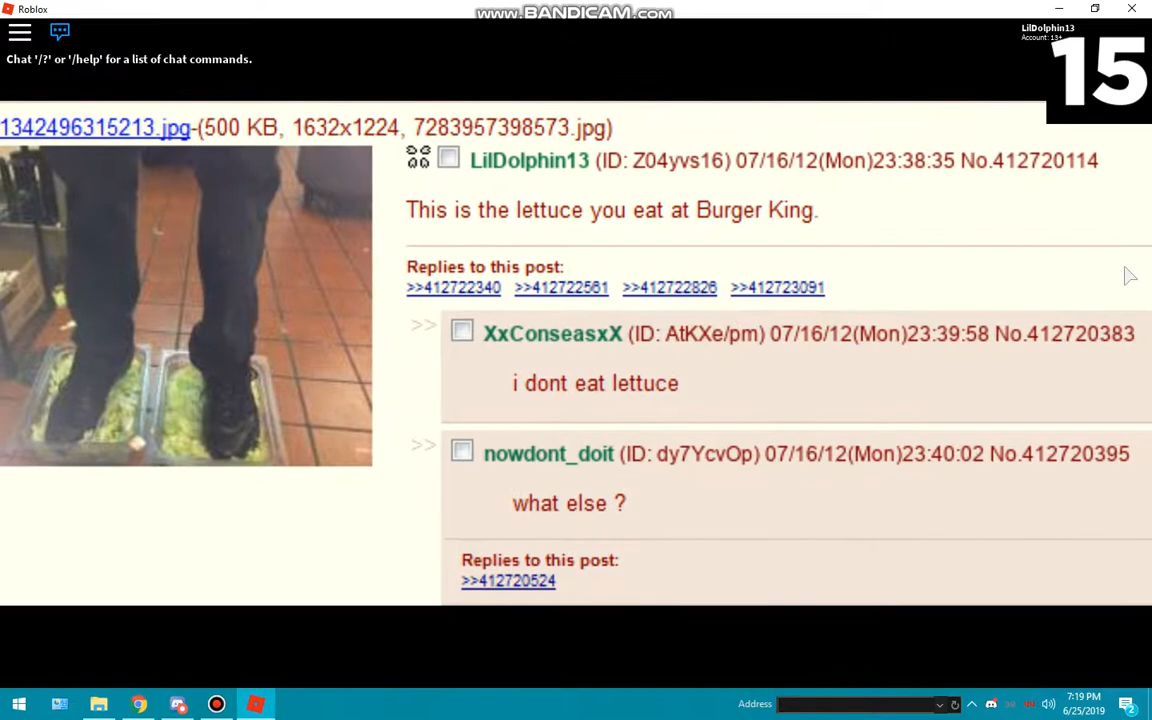 Roblox
www.BANDICAM.com
LilDolphin13
Account: 13+
15
Chat '/?' or '/help' for a list of chat commands.
1342496315213.jpg-(500 KB, 1632x1224, 7283957398573.jpg)
LilDolphin13 (ID: Z04yvs16) 07/16/12(Mon)23:38:35 No.412720114
This is the lettuce you eat at Burger King.
Replies to this post:
>>412722340 >>412722561 >>412722826 >>412723091
>> XxConseasxX (ID: AtKXe/pm) 07/16/12(Mon)23:39:58 No.412720383
i dont eat lettuce
>> nowdont_doit (ID: dy7YcvOp) 07/16/12(Mon)23:40:02 No.412720395
what else ?
Replies to this post:
>>412720524
Address
7:19 PM
6/25/2019
2